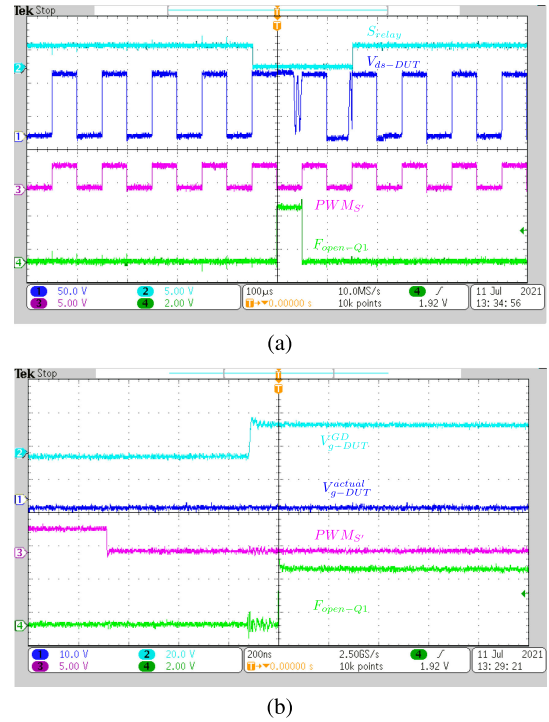 Tek Stop
T
S_relay
2
V_ds-DUT
1
3
PWM_S'
F_open-Q1
4
1 50.0 V 2 5.00 V 100µs 10.0MS/s 4 1.92 V 11 Jul 2021
3 5.00 V 4 2.00 V T→▼0.00000 s 10k points 13:34:56
(a)
Tek Stop
T
2
V^GD_g-DUT
V^actual_g-DUT
1
PWM_S'
3
F_open-Q1
4
1 10.0 V 2 20.0 V 200ns 2.50GS/s 4 1.92 V 11 Jul 2021
3 5.00 V 4 2.00 V T→▼0.00000 s 10k points 13:29:21
(b)